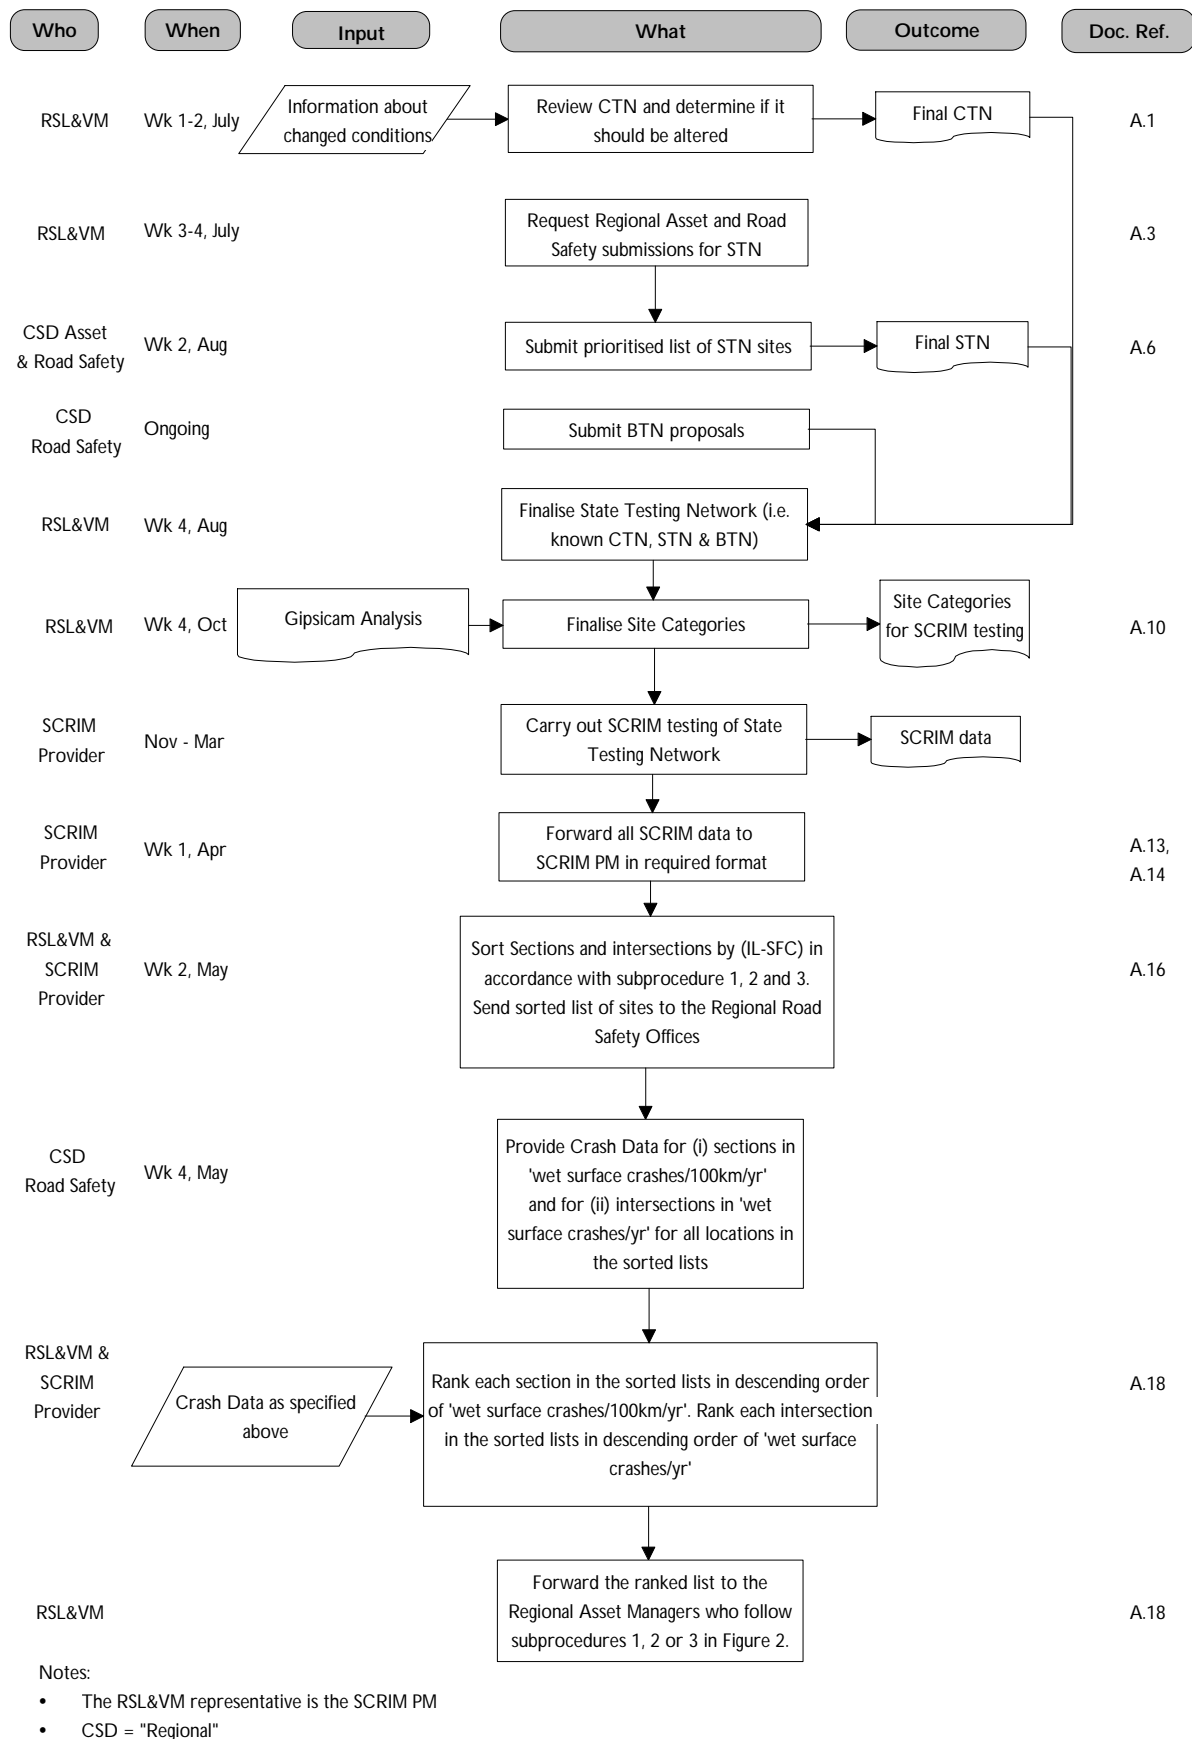 Who
When
Input
What
Outcome
Doc. Ref.
RSL&VM
Wk 1-2, July
Information about
changed conditions
Review CTN and determine if it
should be altered
Final CTN
A.1
RSL&VM
Wk 3-4, July
Request Regional Asset and Road
Safety submissions for STN
A.3
CSD Asset
& Road Safety
Wk 2, Aug
Submit prioritised list of STN sites
Final STN
A.6
CSD
Road Safety
Ongoing
Submit BTN proposals
RSL&VM
Wk 4, Aug
Finalise State Testing Network (i.e.
known CTN, STN & BTN)
RSL&VM
Wk 4, Oct
Gipsicam Analysis
Finalise Site Categories
Site Categories
for SCRIM testing
A.10
SCRIM
Provider
Nov - Mar
Carry out SCRIM testing of State
Testing Network
SCRIM data
SCRIM
Provider
Wk 1, Apr
Forward all SCRIM data to
SCRIM PM in required format
A.13,
A.14
RSL&VM &
SCRIM
Provider
Wk 2, May
Sort Sections and intersections by (IL-SFC) in
accordance with subprocedure 1, 2 and 3.
Send sorted list of sites to the Regional Road
Safety Offices
A.16
CSD
Road Safety
Wk 4, May
Provide Crash Data for (i) sections in
'wet surface crashes/100km/yr'
and for (ii) intersections in 'wet
surface crashes/yr' for all locations in
the sorted lists
RSL&VM &
SCRIM
Provider
Crash Data as specified
above
Rank each section in the sorted lists in descending order
of 'wet surface crashes/100km/yr'. Rank each intersection
in the sorted lists in descending order of 'wet surface
crashes/yr'
A.18
RSL&VM
Forward the ranked list to the
Regional Asset Managers who follow
subprocedures 1, 2 or 3 in Figure 2.
A.18
Notes:
• The RSL&VM representative is the SCRIM PM
• CSD = "Regional"